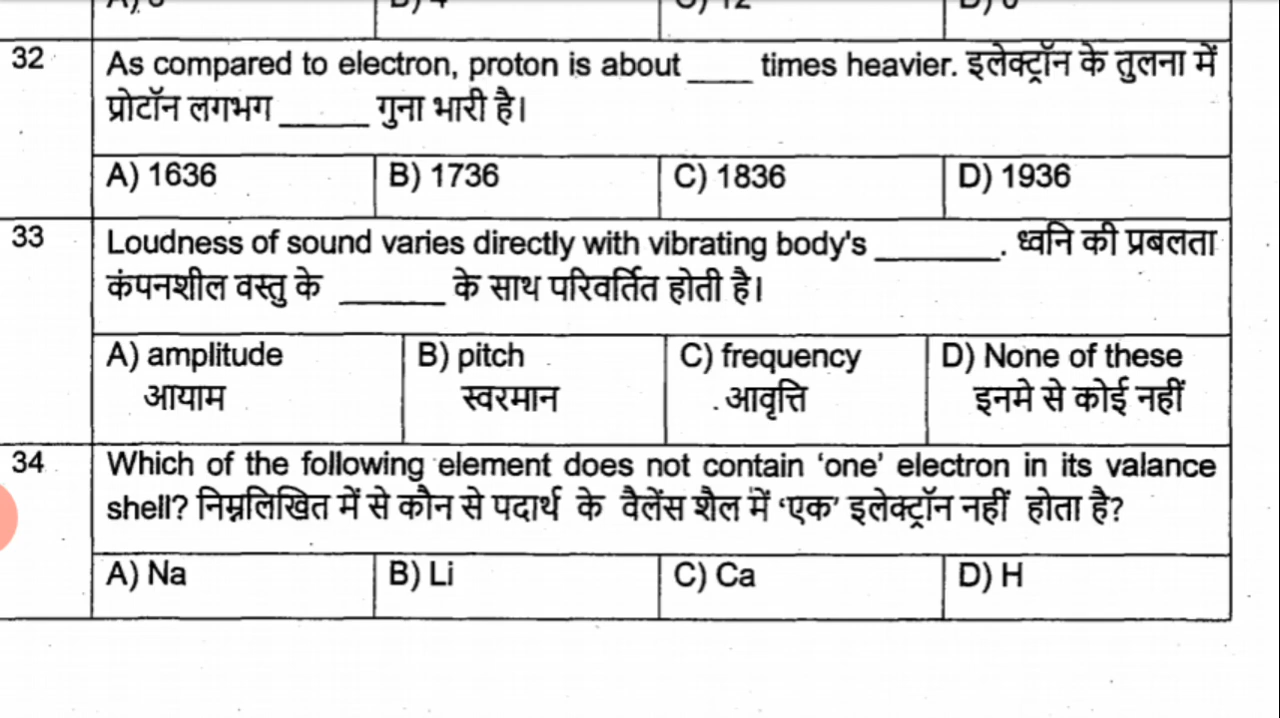 32
As compared to electron, proton is about ____ times heavier. इलेक्ट्रॉन के तुलना में
प्रोटॉन लगभग ______ गुना भारी है।
A) 1636 B) 1736 C) 1836 D) 1936
33
Loudness of sound varies directly with vibrating body's ________. ध्वनि की प्रबलता
कंपनशील वस्तु के _______ के साथ परिवर्तित होती है।
A) amplitude B) pitch C) frequency D) None of these
आयाम स्वरमान आवृत्ति इनमे से कोई नहीं
34
Which of the following element does not contain ‘one’ electron in its valance
shell? निम्नलिखित में से कौन से पदार्थ के वैलेंस शैल में ‘एक’ इलेक्ट्रॉन नहीं होता है?
A) Na B) Li C) Ca D) H